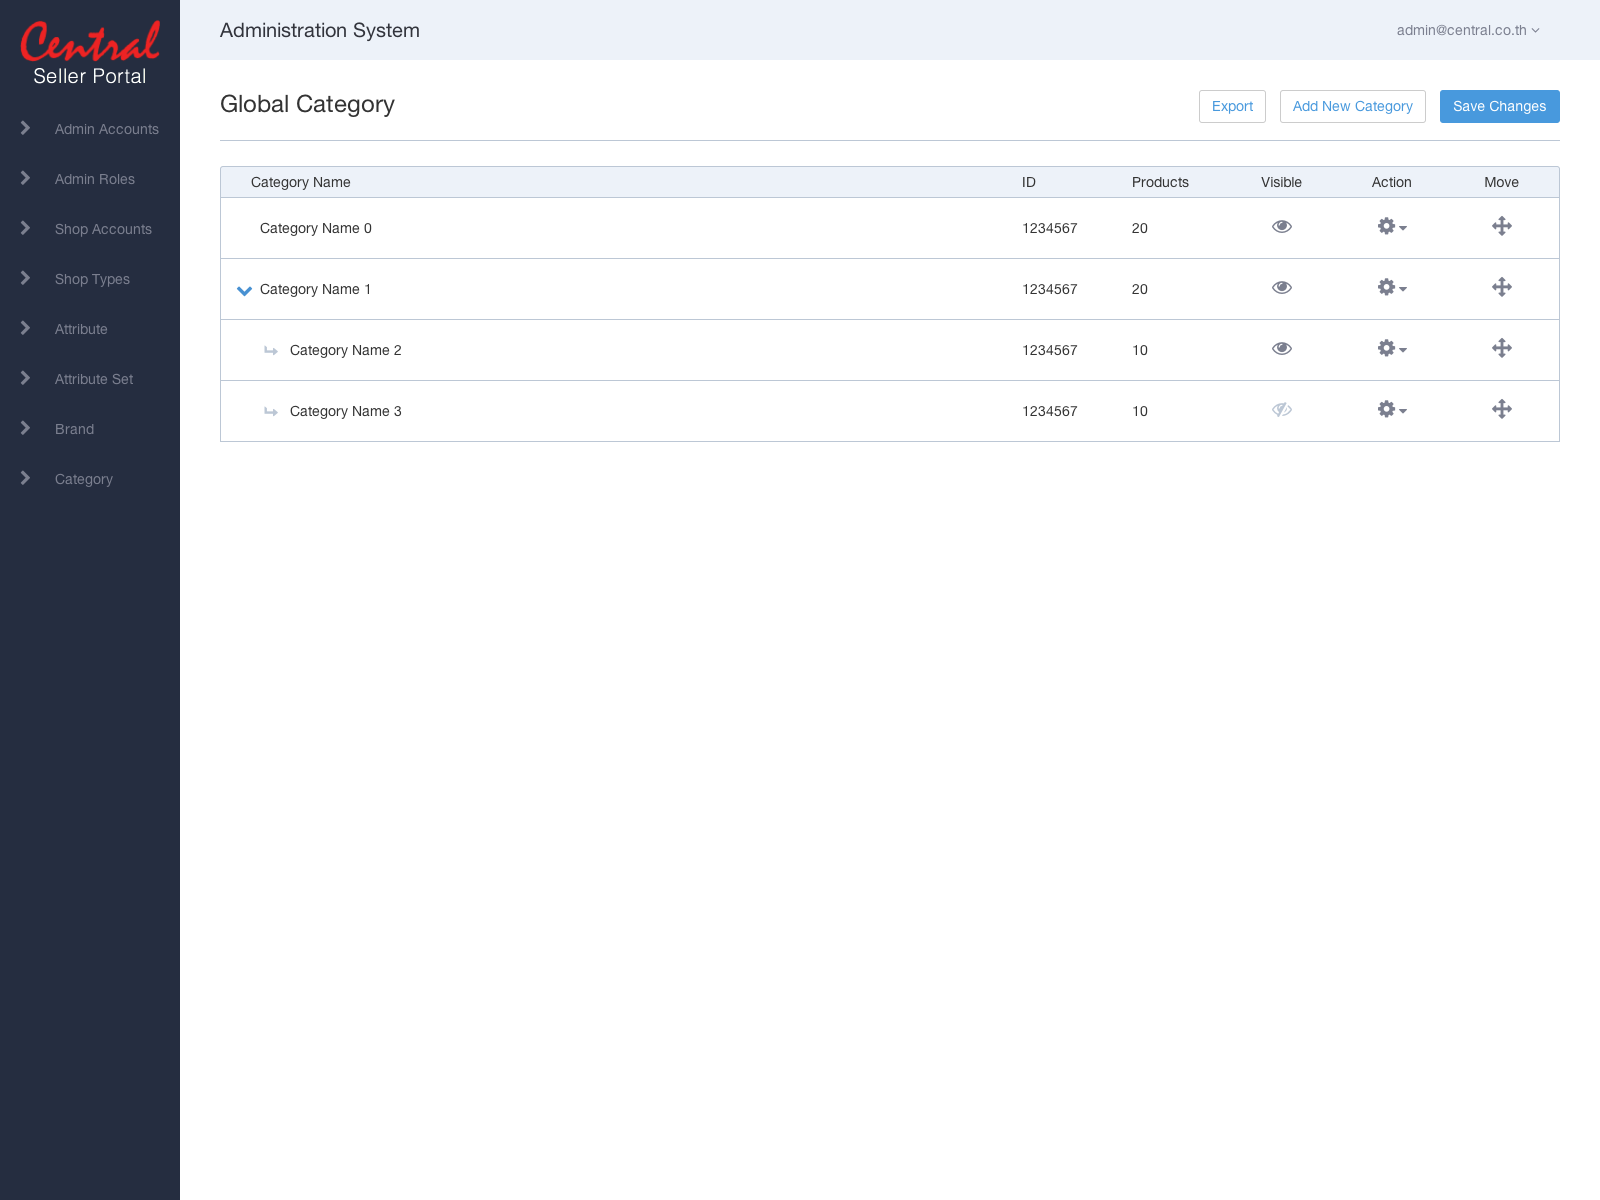 Central
Seller Portal
Admin Accounts
Admin Roles
Shop Accounts
Shop Types
Attribute
Attribute Set
Brand
Category
Administration System
admin@central.co.th
Global Category
Export
Add New Category
Save Changes
Category Name ID Products Visible Action Move
Category Name 0 1234567 20
Category Name 1 1234567 20
Category Name 2 1234567 10
Category Name 3 1234567 10